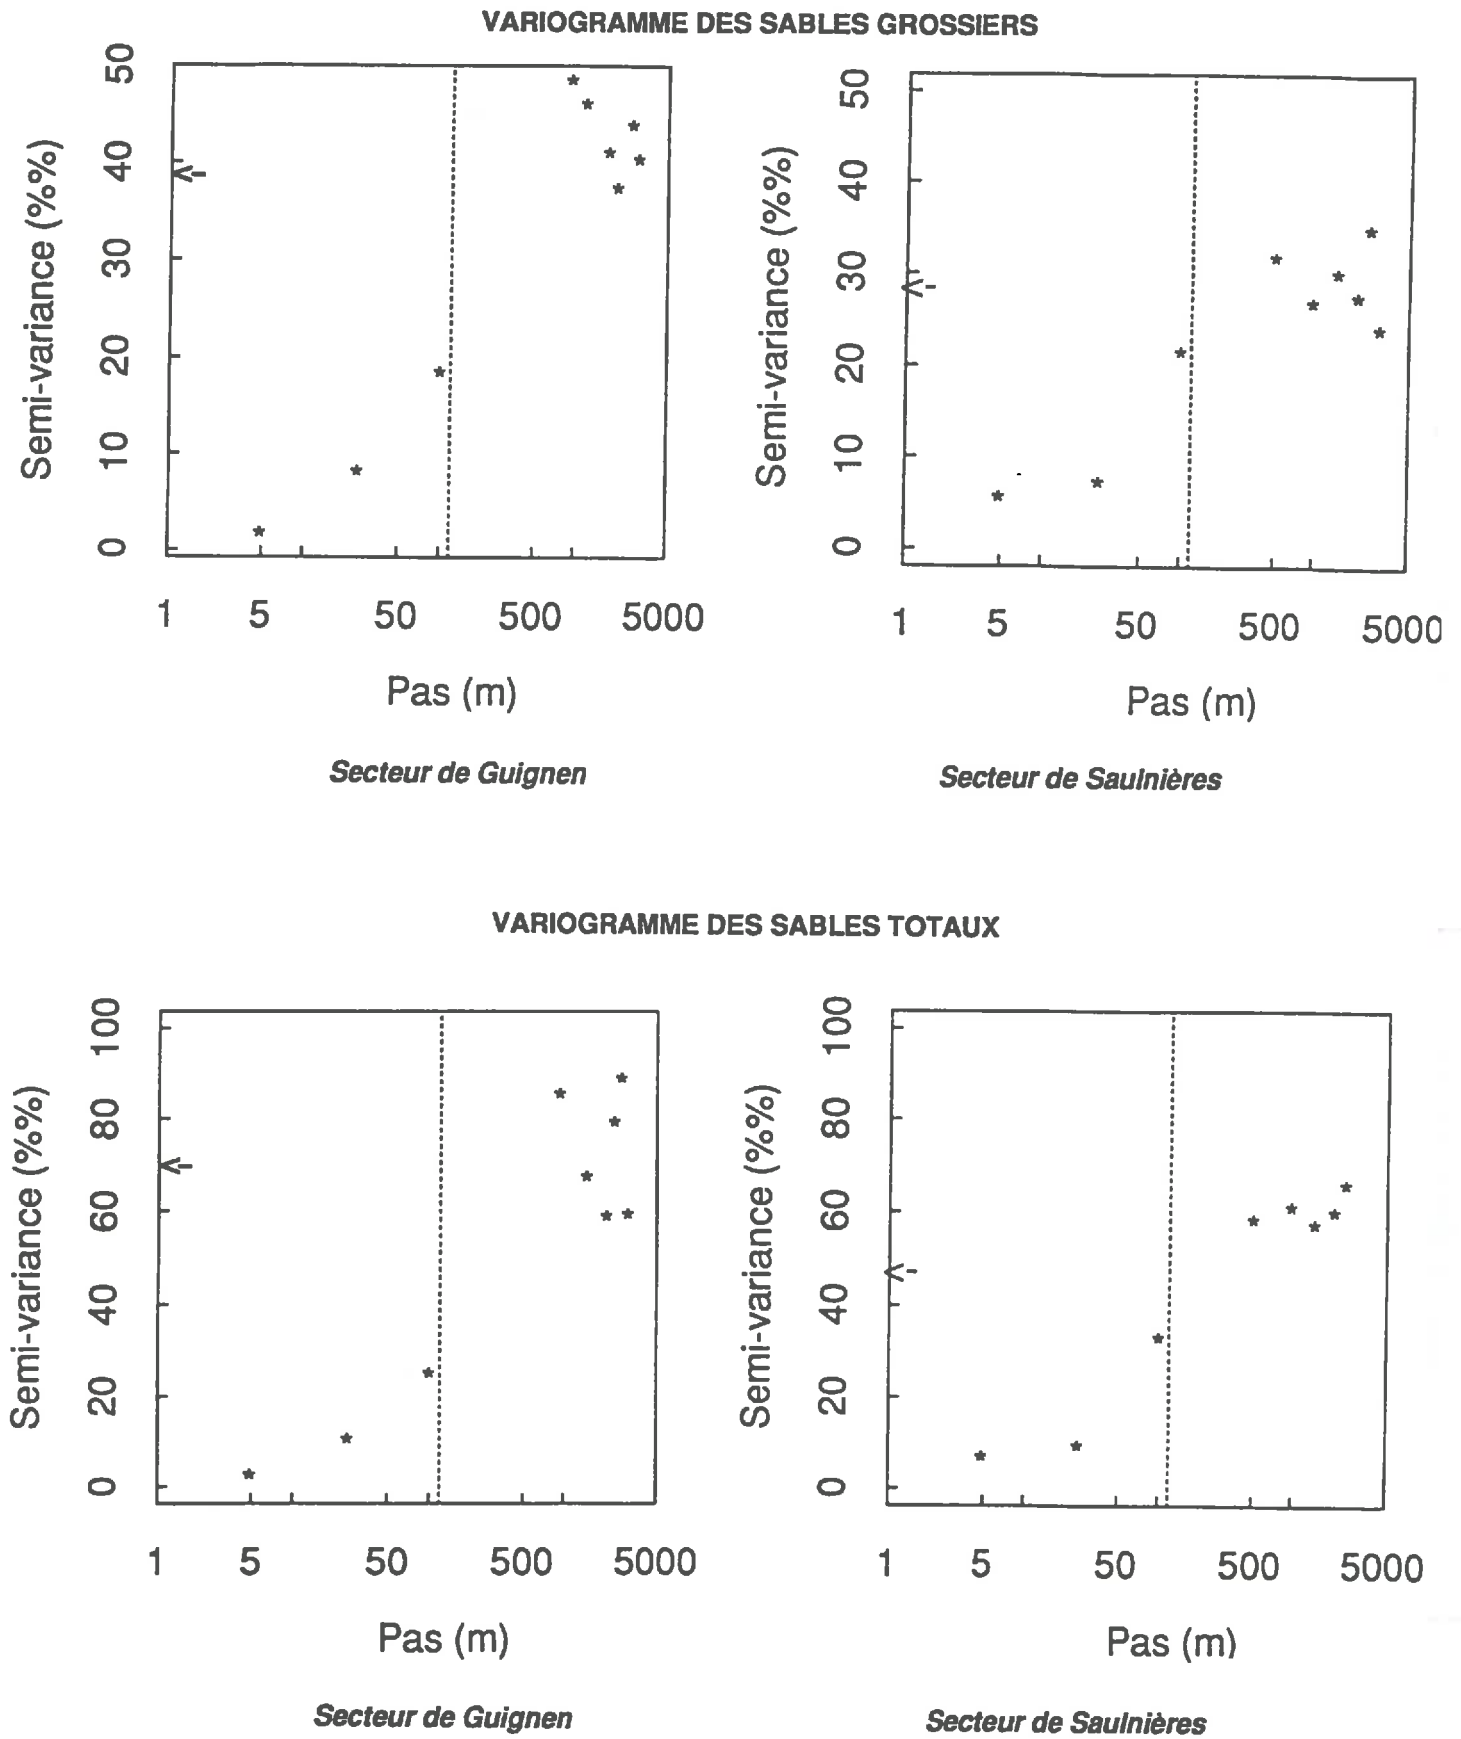 VARIOGRAMME DES SABLES GROSSIERS
Semi-variance (%%)
50
40
30
20
10
0
1 5 50 500 5000
Pas (m)
Secteur de Guignen
Semi-variance (%%)
50
40
30
20
10
0
1 5 50 500 5000
Pas (m)
Secteur de Saulnières
VARIOGRAMME DES SABLES TOTAUX
Semi-variance (%%)
100
80
60
40
20
0
1 5 50 500 5000
Pas (m)
Secteur de Guignen
Semi-variance (%%)
100
80
60
40
20
0
1 5 50 500 5000
Pas (m)
Secteur de Saulnières